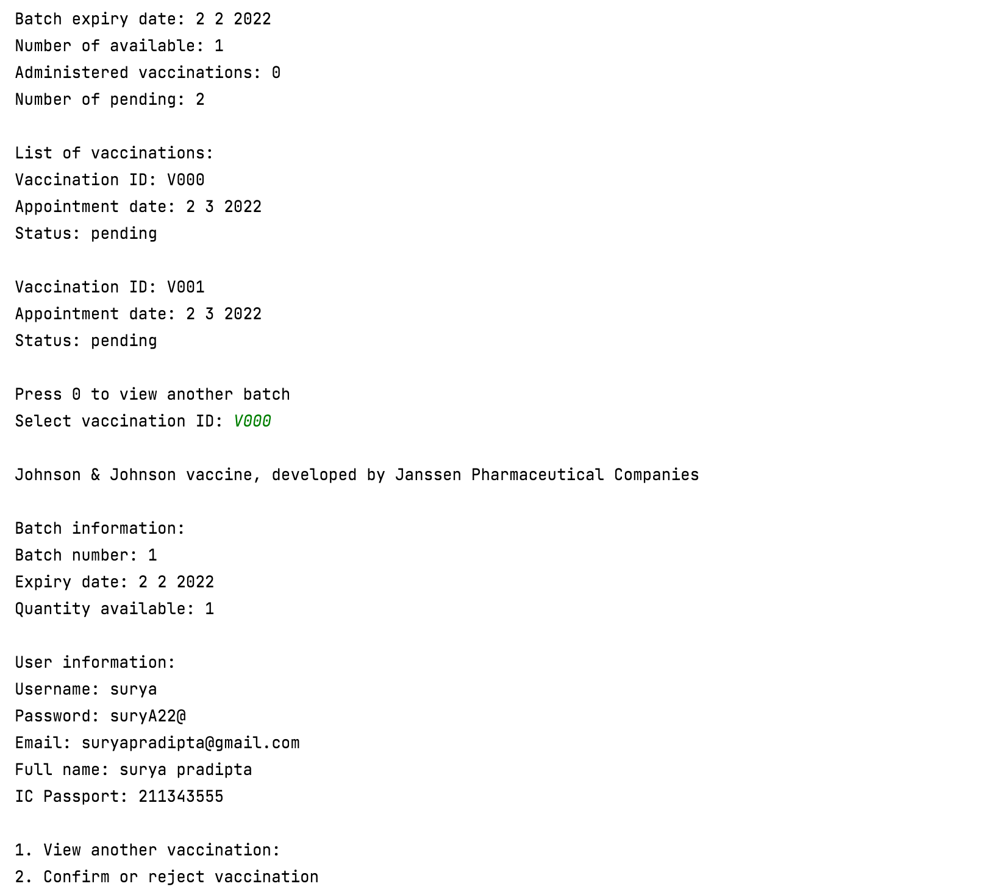 Batch expiry date: 2 2 2022
Number of available: 1
Administered vaccinations: 0
Number of pending: 2
List of vaccinations:
Vaccination ID: V000
Appointment date: 2 3 2022
Status: pending
Vaccination ID: V001
Appointment date: 2 3 2022
Status: pending
Press 0 to view another batch
Select vaccination ID: V000
Johnson & Johnson vaccine, developed by Janssen Pharmaceutical Companies
Batch information:
Batch number: 1
Expiry date: 2 2 2022
Quantity available: 1
User information:
Username: surya
Password: suryA22@
Email: suryapradipta@gmail.com
Full name: surya pradipta
IC Passport: 211343555
1. View another vaccination:
2. Confirm or reject vaccination